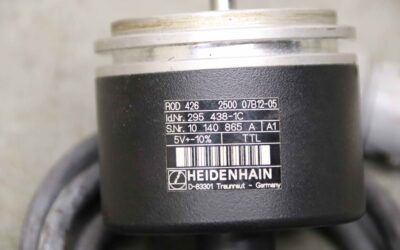 ROD 426 2500 07B12-05
Id.Nr. 295 438-1C
S.Nr. 10 140 865 A A1
5V+-10% TTL
HEIDENHAIN
D-83301 Traunreut - Germany